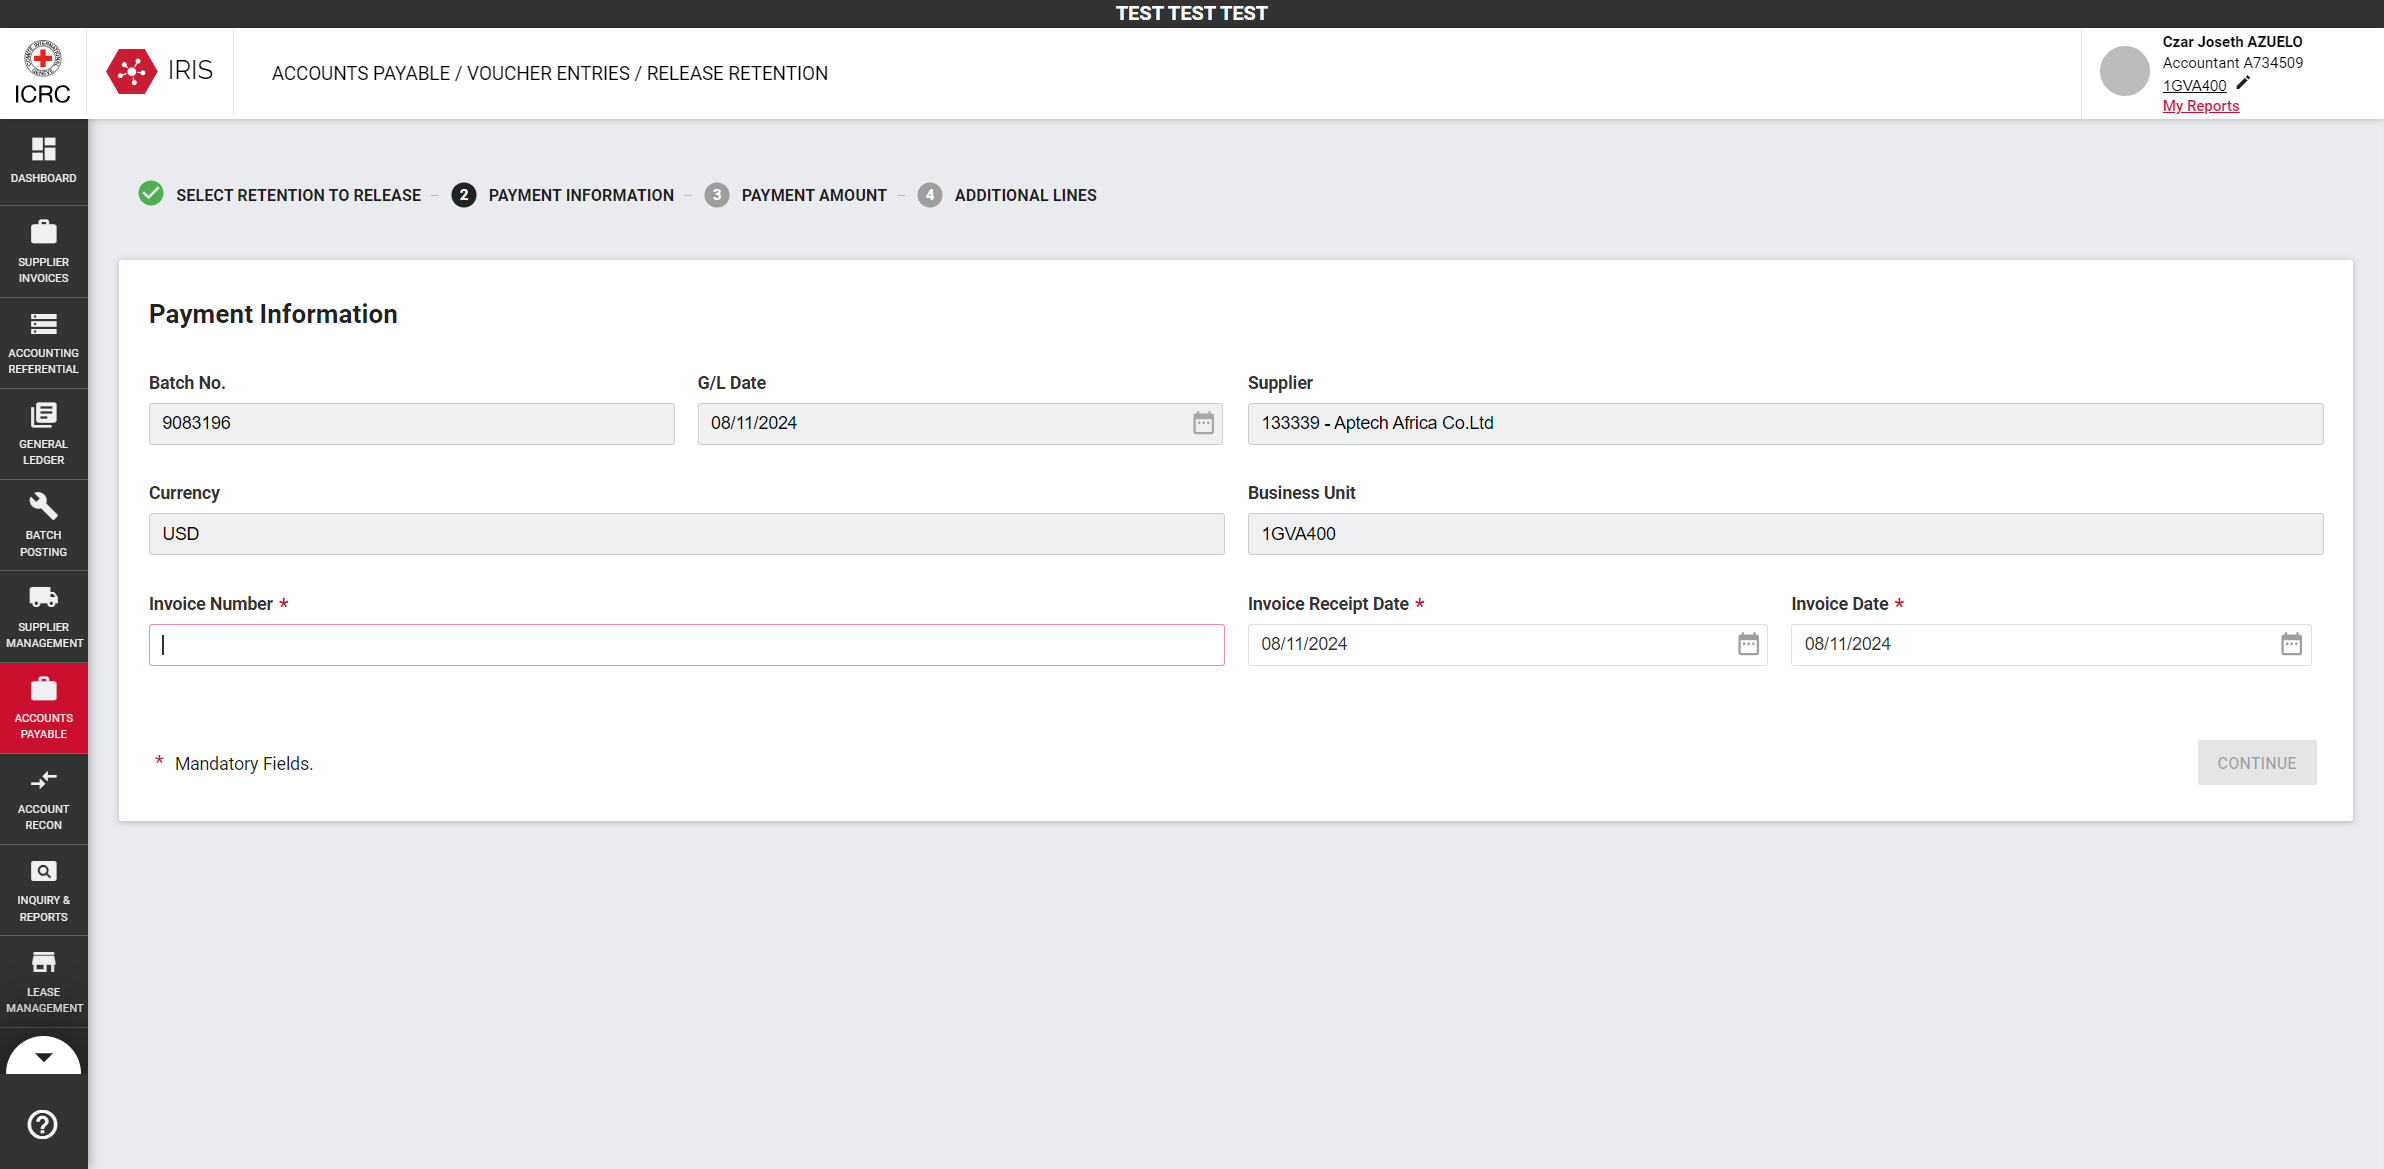 TEST TEST TEST
ICRC
IRIS
ACCOUNTS PAYABLE / VOUCHER ENTRIES / RELEASE RETENTION
Czar Joseth AZUELO
Accountant A734509
1GVA400
My Reports
DASHBOARD
SUPPLIER
INVOICES
ACCOUNTING
REFERENTIAL
GENERAL
LEDGER
BATCH
POSTING
SUPPLIER
MANAGEMENT
ACCOUNTS
PAYABLE
ACCOUNT
RECON
INQUIRY &
REPORTS
LEASE
MANAGEMENT
SELECT RETENTION TO RELEASE – 2 PAYMENT INFORMATION – 3 PAYMENT AMOUNT – 4 ADDITIONAL LINES
Payment Information
Batch No. G/L Date Supplier
9083196 08/11/2024 133339 - Aptech Africa Co.Ltd
Currency Business Unit
USD 1GVA400
Invoice Number * Invoice Receipt Date * Invoice Date *
08/11/2024 08/11/2024
* Mandatory Fields.
CONTINUE